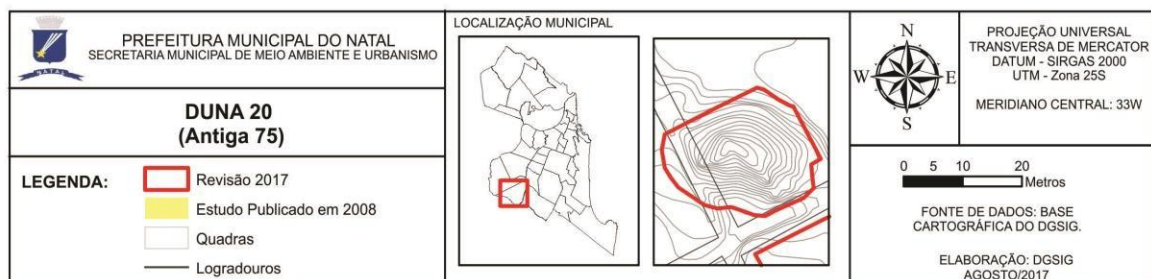 PREFEITURA MUNICIPAL DO NATAL
SECRETARIA MUNICIPAL DE MEIO AMBIENTE E URBANISMO
NATAL
DUNA 20
(Antiga 75)
LEGENDA:
Revisão 2017
Estudo Publicado em 2008
Quadras
Logradouros
LOCALIZAÇÃO MUNICIPAL
N
W E
S
PROJEÇÃO UNIVERSAL
TRANSVERSA DE MERCATOR
DATUM - SIRGAS 2000
UTM - Zona 25S
MERIDIANO CENTRAL: 33W
0 5 10 20
Metros
FONTE DE DADOS: BASE
CARTOGRÁFICA DO DGSIG.
ELABORAÇÃO: DGSIG
AGOSTO/2017